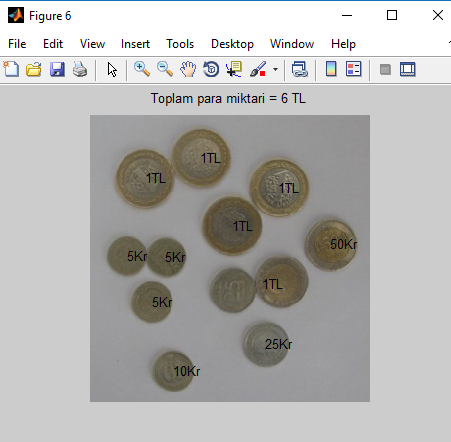 Figure 6
File Edit View Insert Tools Desktop Window Help
Toplam para miktari = 6 TL
1TL
1TL
1TL
1TL
50Kr
5Kr
5Kr
1TL
5Kr
25Kr
10Kr